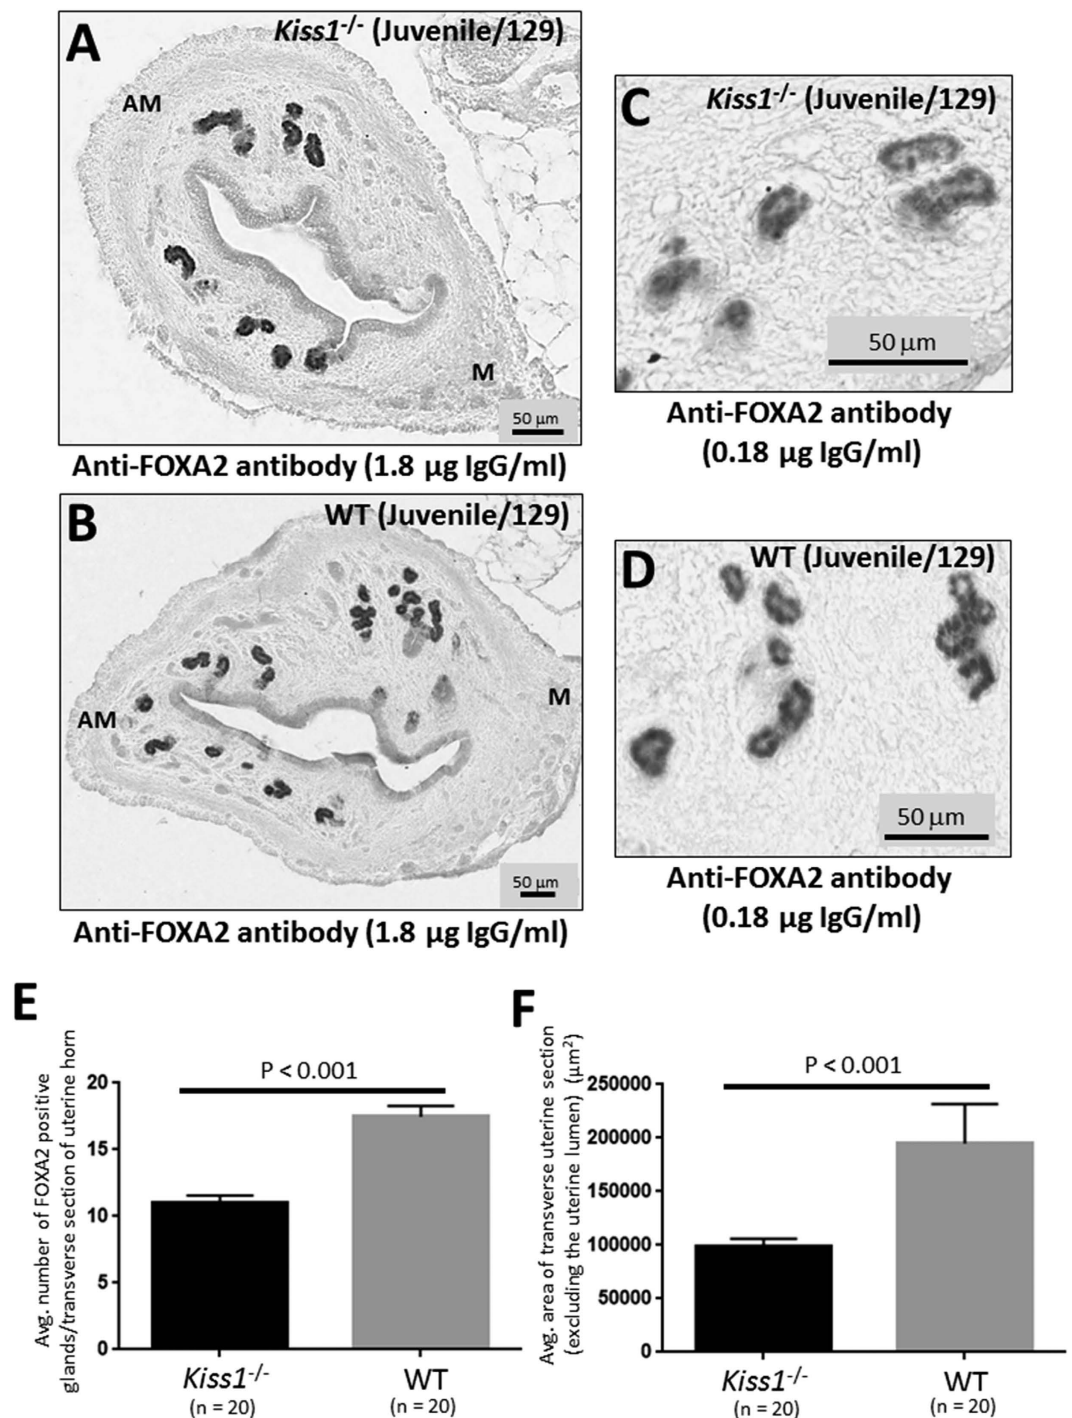 A
Kiss1-/- (Juvenile/129)
AM
M
50 µm
Anti-FOXA2 antibody (1.8 µg IgG/ml)
C
Kiss1-/- (Juvenile/129)
50 µm
Anti-FOXA2 antibody
(0.18 µg IgG/ml)
B
WT (Juvenile/129)
AM
M
50 µm
Anti-FOXA2 antibody (1.8 µg IgG/ml)
D
WT (Juvenile/129)
50 µm
Anti-FOXA2 antibody
(0.18 µg IgG/ml)
E
Avg. number of FOXA2 positive
glands/transverse section of uterine horn
P < 0.001
20
15
10
5
0
Kiss1-/-
(n = 20)
WT
(n = 20)
F
Avg. area of transverse uterine section
(excluding the uterine lumen) (µm²)
P < 0.001
250000
200000
150000
100000
50000
0
Kiss1-/-
(n = 20)
WT
(n = 20)